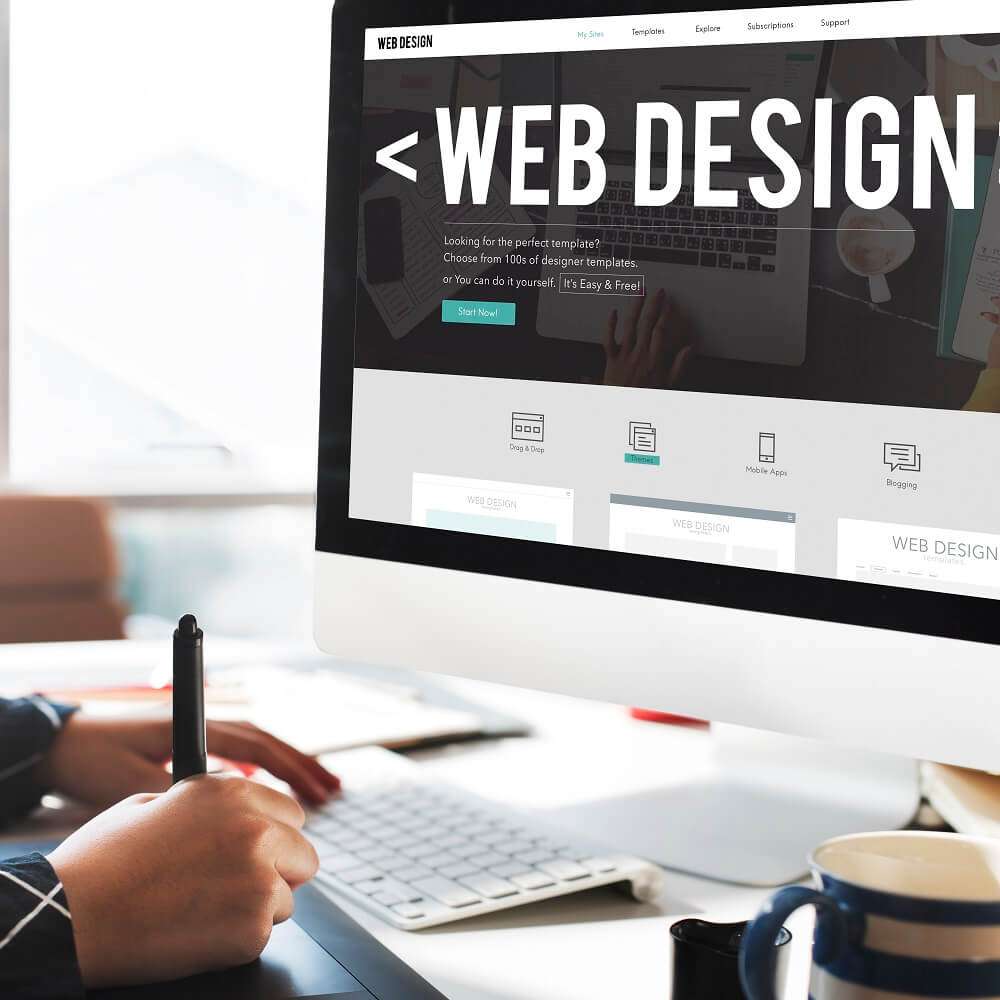 WEB DESIGN
My Sites Templates Explore Subscriptions Support
<WEB DESIGN
Looking for the perfect template?
Choose from 100s of designer templates.
or You can do it yourself. It's Easy & Free!
Start Now!
Drag & Drop Themes Mobile Apps Blogging
WEB DESIGN WEB DESIGN WEB DESIGN
templates